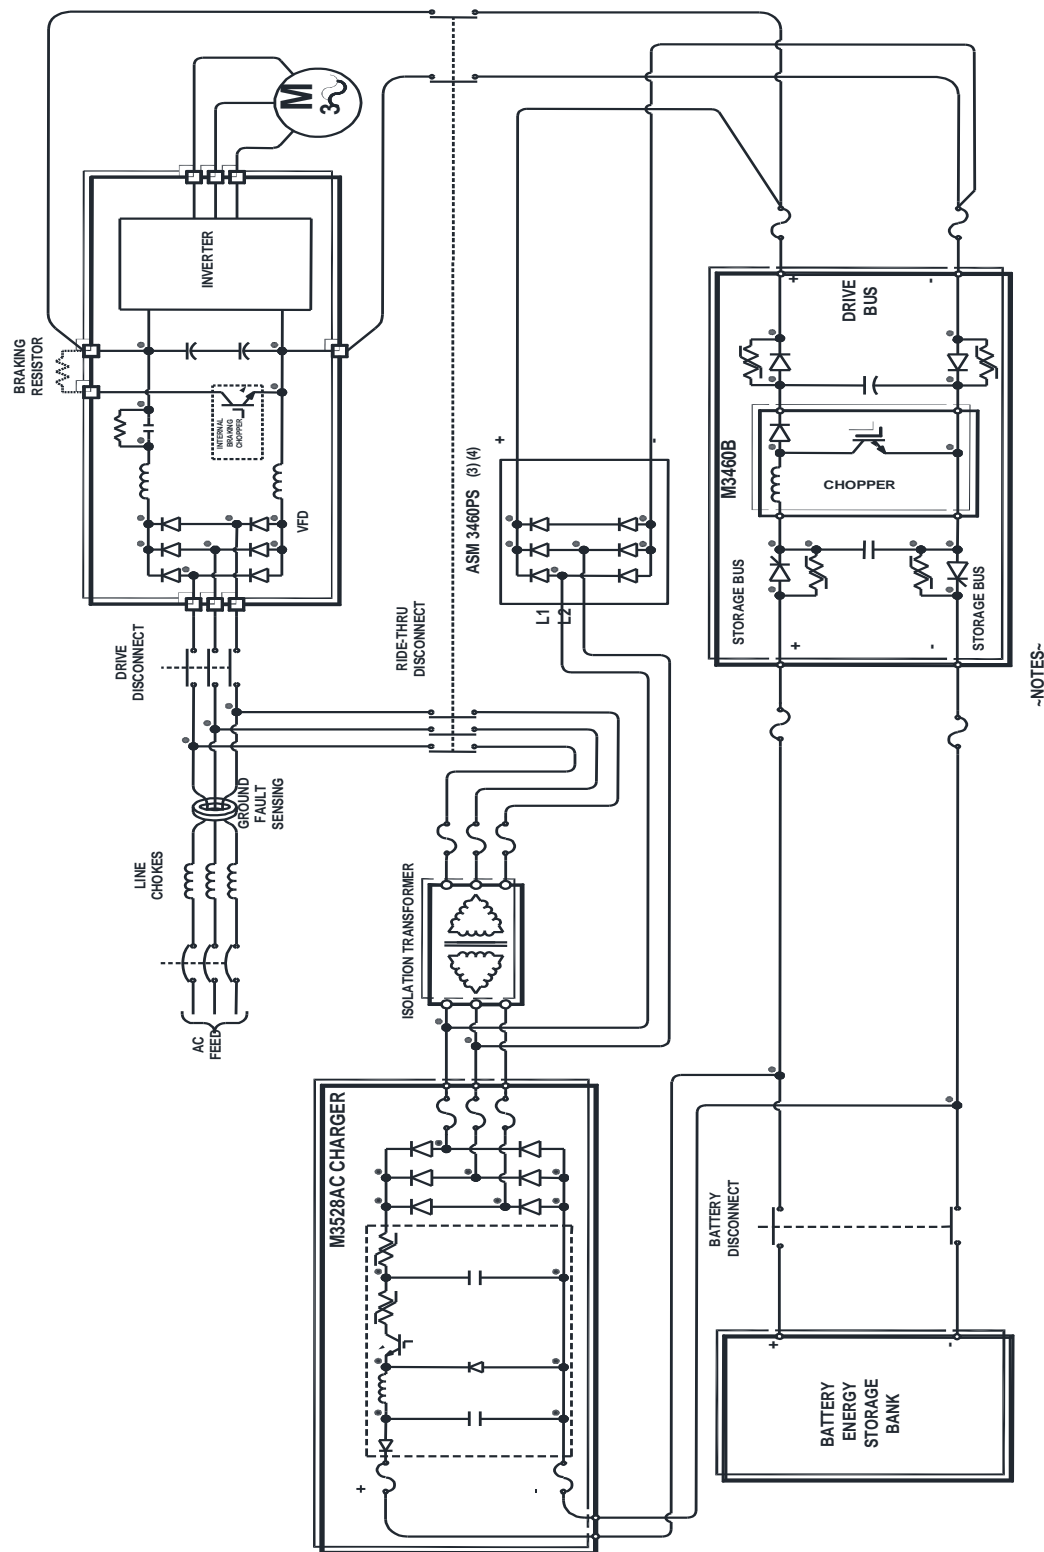 M
3
INVERTER
BRAKING
RESISTOR
INTERNAL
BRAKING
CHOPPER
VFD
+
-
DRIVE
BUS
+
-
M3460B
CHOPPER
ASM 3460PS (3) (4)
L1
L2
STORAGE BUS
STORAGE BUS
+
-
DRIVE
DISCONNECT
RIDE-THRU
DISCONNECT
~NOTES~
GROUND
FAULT
SENSING
LINE
CHOKES
ISOLATION TRANSFORMER
AC
FEED
M3528AC CHARGER
BATTERY
DISCONNECT
+
-
+
-
BATTERY
ENERGY
STORAGE
BANK